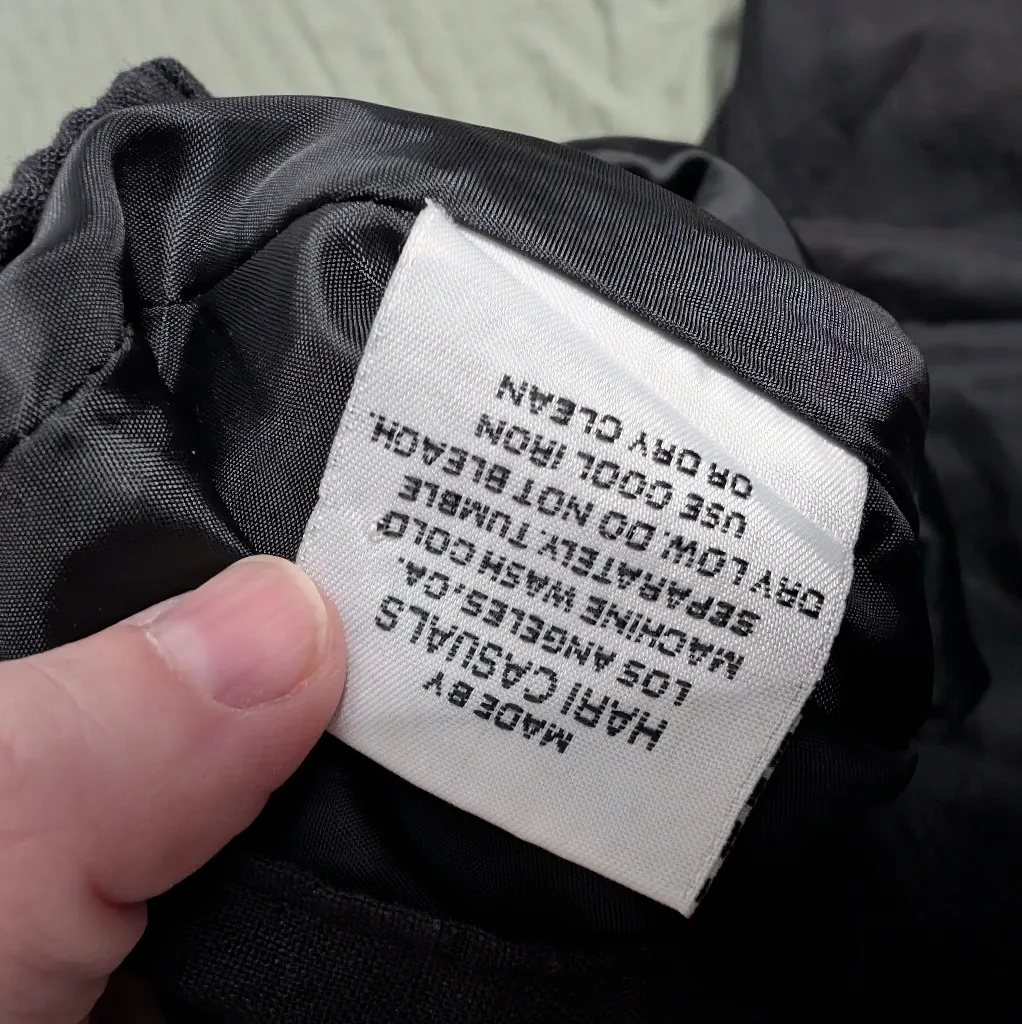 MADE BY
HARI CASUALS
LOS ANGELES, CA.
MACHINE WASH COLD
SEPARATELY. TUMBLE
DRY LOW. DO NOT BLEACH.
USE COOL IRON
OR DRY CLEAN